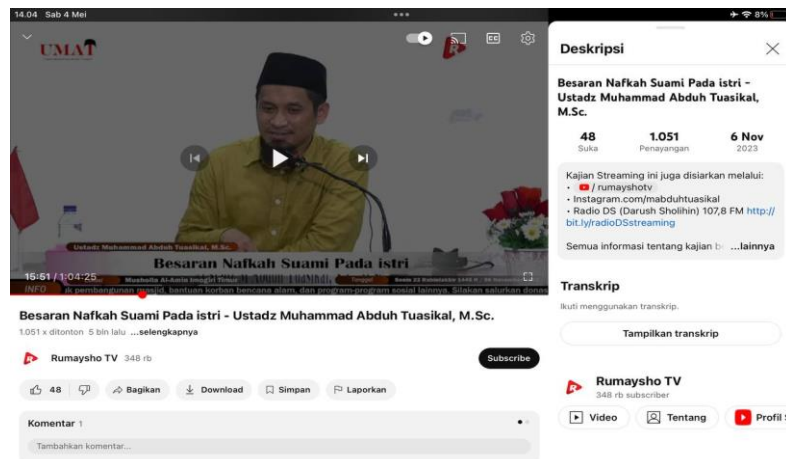 14.04 Sab 4 Mei
8%
UMAT
Ustadz Muhammad Abduh Tuasikal, M.Sc.
Besaran Nafkah Suami Pada istri
15:51 / 1:04:25
Musholla Al-Amin Imogiri Timur
Tanggal
INFO pembangunan masjid, bantuan korban bencana alam, dan program-program sosial lainnya. Silakan salurkan donas
Besaran Nafkah Suami Pada istri - Ustadz Muhammad Abduh Tuasikal, M.Sc.
1.051 x ditonton 5 bln lalu ...selengkapnya
Rumaysho TV 348 rb
Subscribe
48
Bagikan
Download
Simpan
Laporkan
Komentar 1
Tambahkan komentar...
Deskripsi
Besaran Nafkah Suami Pada istri -
Ustadz Muhammad Abduh Tuasikal,
M.Sc.
48 1.051 6 Nov
Suka Penayangan 2023
Kajian Streaming ini juga disiarkan melalui:
• / rumayshotv
• Instagram.com/mabduhtuasikal
• Radio DS (Darush Sholihin) 107,8 FM http://
bit.ly/radioDSstreaming
Semua informasi tentang kajian b ...lainnya
Transkrip
Ikuti menggunakan transkrip.
Tampilkan transkrip
Rumaysho TV
348 rb subscriber
Video
Tentang
Profil